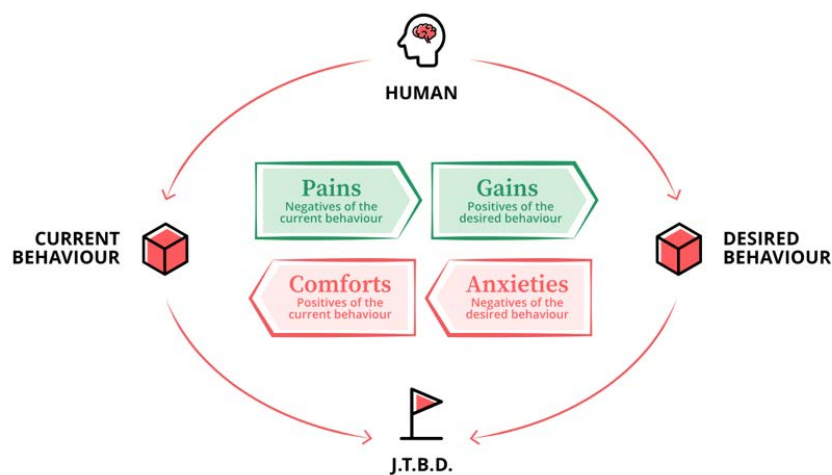 HUMAN
Pains
Negatives of the
current behaviour
Gains
Positives of the
desired behaviour
CURRENT
BEHAVIOUR
DESIRED
BEHAVIOUR
Comforts
Positives of the
current behaviour
Anxieties
Negatives of the
desired behaviour
J.T.B.D.